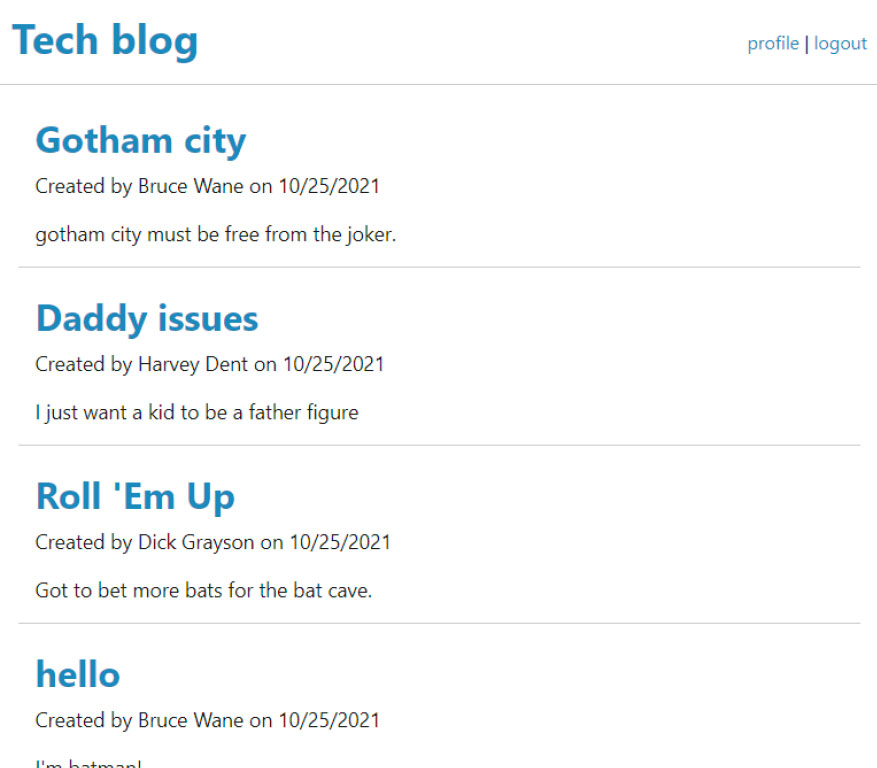 Tech blog
profile | logout
Gotham city
Created by Bruce Wane on 10/25/2021
gotham city must be free from the joker.
Daddy issues
Created by Harvey Dent on 10/25/2021
I just want a kid to be a father figure
Roll 'Em Up
Created by Dick Grayson on 10/25/2021
Got to bet more bats for the bat cave.
hello
Created by Bruce Wane on 10/25/2021
I'm batman!